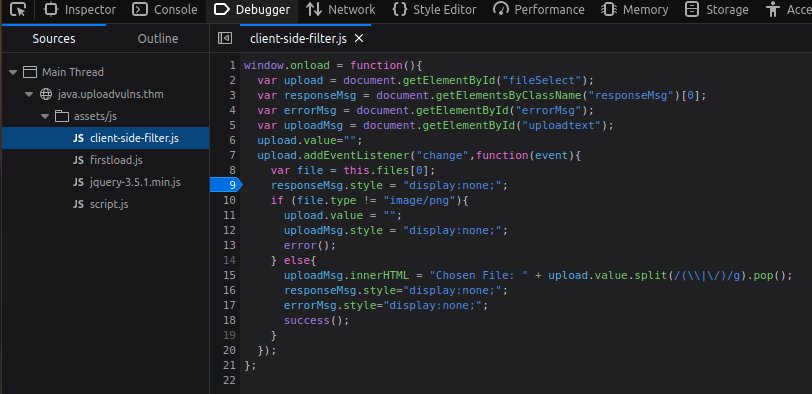 Inspector Console Debugger Network Style Editor Performance Memory Storage Acce
Sources Outline client-side-filter.js
Main Thread
java.uploadvulns.thm
assets/js
JS client-side-filter.js
JS firstload.js
JS jquery-3.5.1.min.js
JS script.js
1 window.onload = function(){
2   var upload = document.getElementById("fileSelect");
3   var responseMsg = document.getElementsByClassName("responseMsg")[0];
4   var errorMsg = document.getElementById("errorMsg");
5   var uploadMsg = document.getElementById("uploadtext");
6   upload.value="";
7   upload.addEventListener("change",function(event){
8     var file = this.files[0];
9     responseMsg.style = "display:none;";
10     if (file.type != "image/png"){
11       upload.value = "";
12       uploadMsg.style = "display:none;";
13       error();
14     } else{
15       uploadMsg.innerHTML = "Chosen File: " + upload.value.split(/(\\|\/)/g).pop();
16       responseMsg.style="display:none;";
17       errorMsg.style="display:none;";
18       success();
19     }
20   });
21 };
22